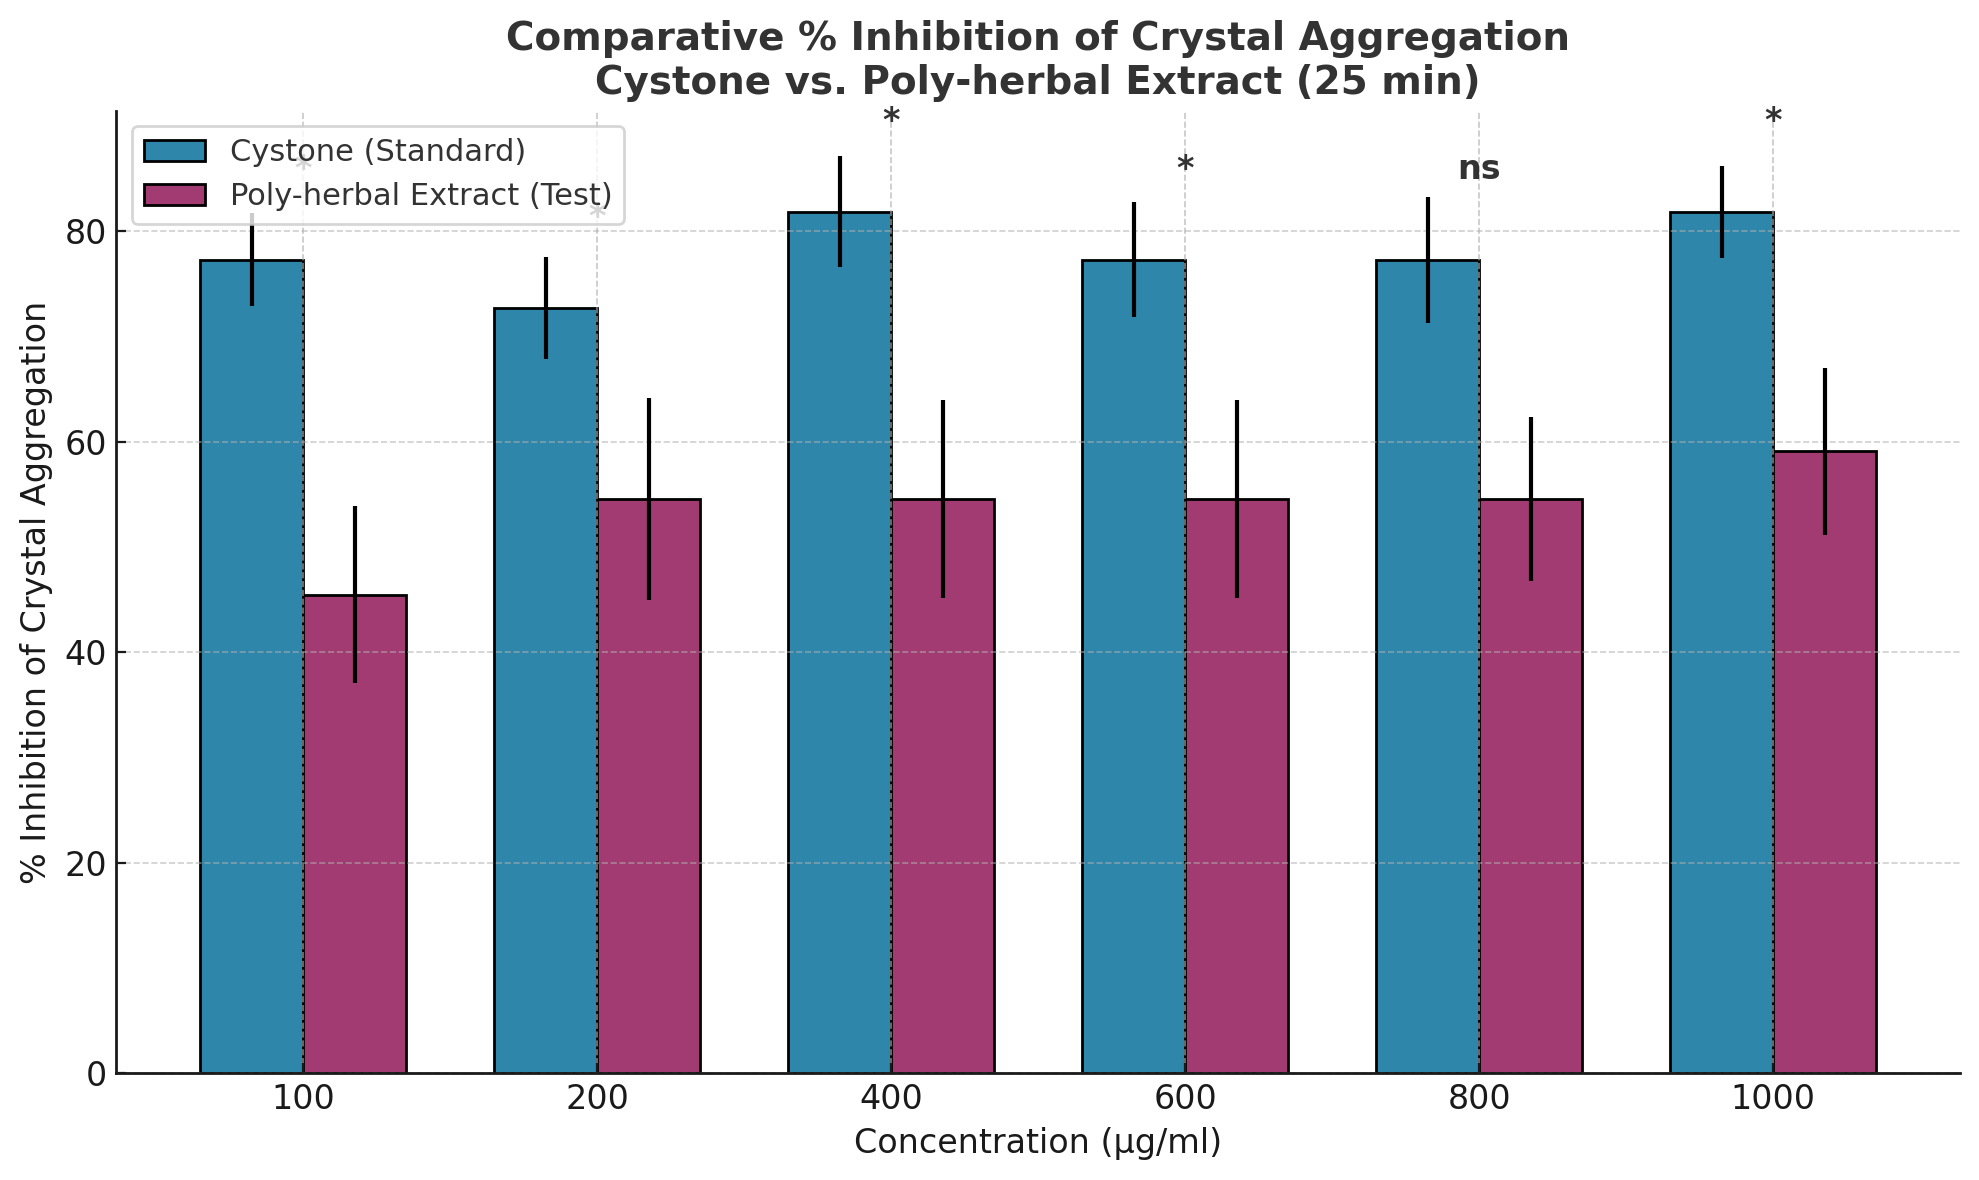 Comparative % Inhibition of Crystal Aggregation
Cystone vs. Poly-herbal Extract (25 min)
* *
* ns
Cystone (Standard)
*
Poly-herbal Extract (Test)
*
% Inhibition of Crystal Aggregation
80
60
40
20
0
100 200 400 600 800 1000
Concentration (μg/ml)